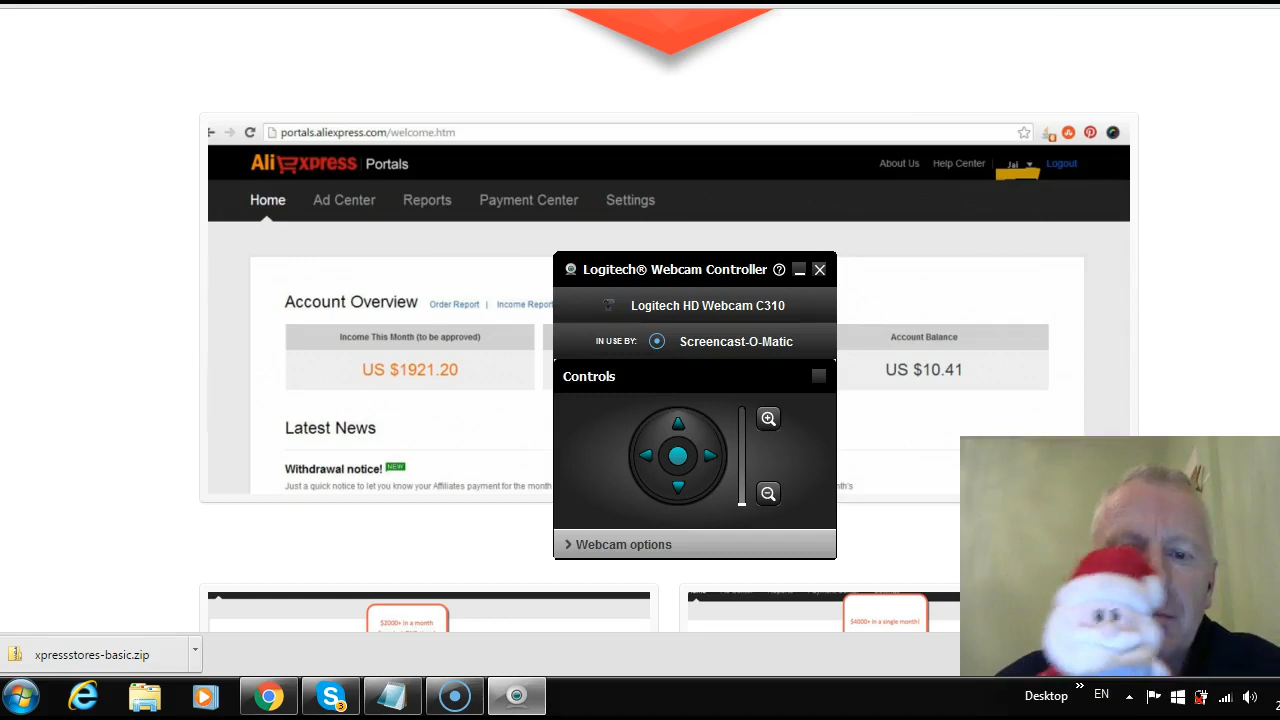 portals.aliexpress.com/welcome.htm
AliExpress Portals
About Us Help Center Jai Logout
Home Ad Center Reports Payment Center Settings
Logitech® Webcam Controller
Logitech HD Webcam C310
IN USE BY: Screencast-O-Matic
Controls
Webcam options
Account Overview Order Report | Income Report
Income This Month (to be approved)
US $1921.20
Account Balance
US $10.41
Latest News
Withdrawal notice! NEW
Just a quick notice to let you know your Affiliates payment for the month
$2000+ in a month
$4000+ in a single month!
xpressstores-basic.zip
3
Desktop EN